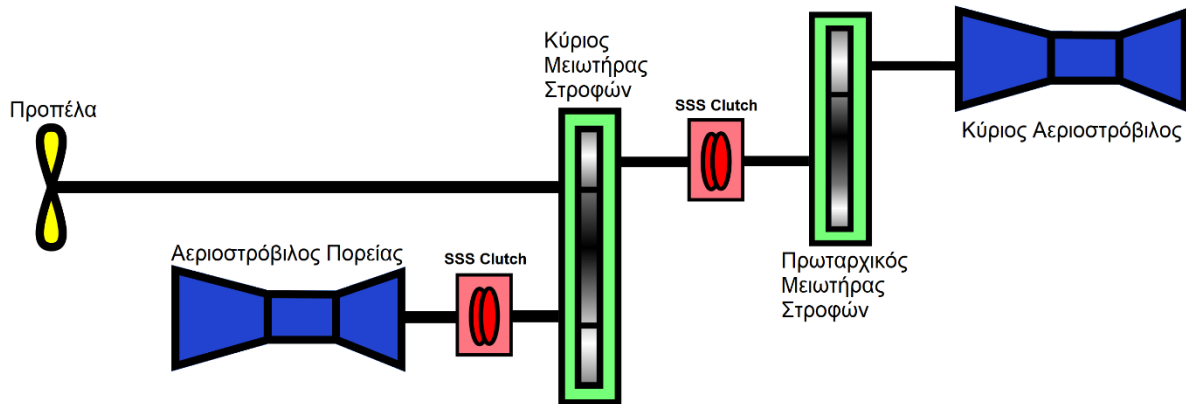 Προπέλα
Αεριοστρόβιλος Πορείας
SSS Clutch
Κύριος
Μειωτήρας
Στροφών
SSS Clutch
Πρωταρχικός
Μειωτήρας
Στροφών
Κύριος Αεριοστρόβιλος